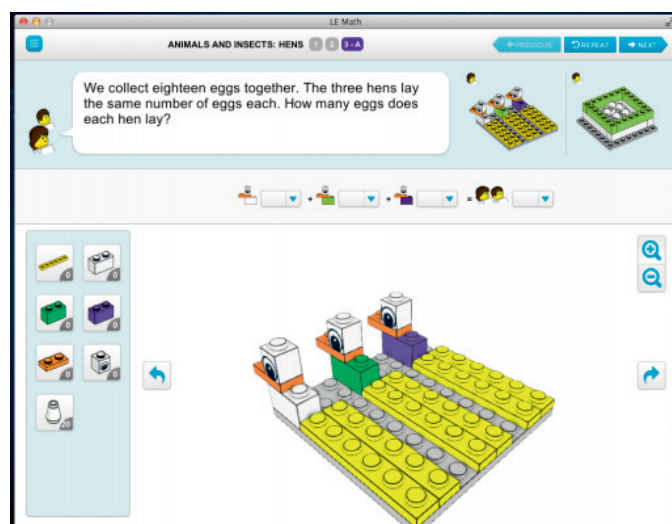 LE Math
ANIMALS AND INSECTS: HENS 1 2 3 - A
PREVIOUS REPEAT NEXT
We collect eighteen eggs together. The three hens lay
the same number of eggs each. How many eggs does
each hen lay?
+ + =
0 0
0 0
0 0
20